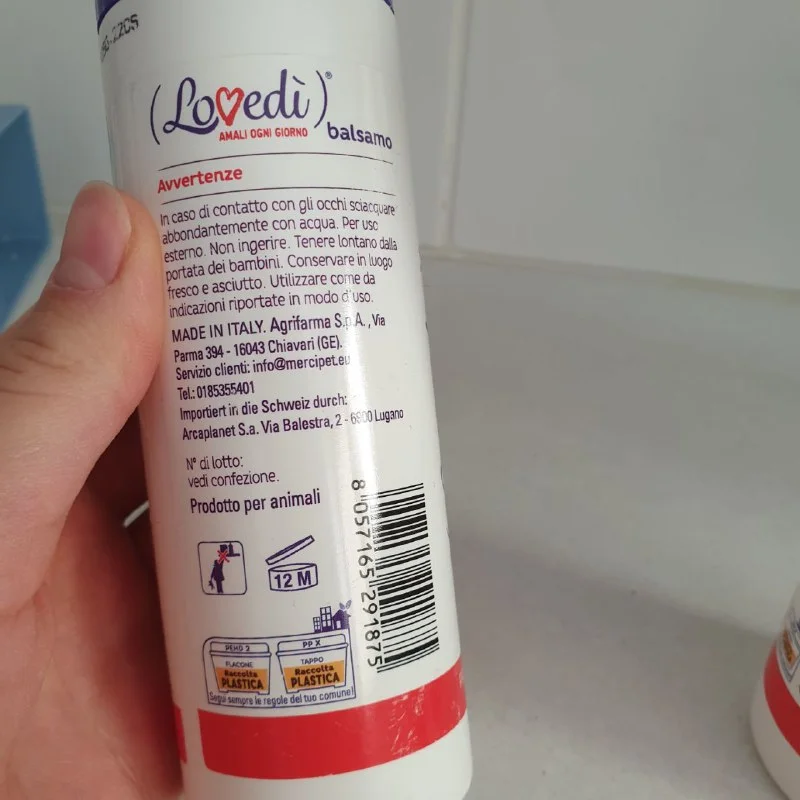 Lovedì
AMALI OGNI GIORNO
balsamo
Avvertenze
In caso di contatto con gli occhi sciacquare
abbondantemente con acqua. Per uso
esterno. Non ingerire. Tenere lontano dalla
portata dei bambini. Conservare in luogo
fresco e asciutto. Utilizzare come da
indicazioni riportate in modo d'uso.
MADE IN ITALY. Agrifarma S.p.A., Via
Parma 394 - 16043 Chiavari (GE).
Servizio clienti: info@mercipet.eu
Tel.: 0185355401
Importiert in die Schweiz durch:
Arcaplanet S.a. Via Balestra, 2 - 6900 Lugano
N° di lotto:
vedi confezione.
Prodotto per animali
12 M
8 057165 291875
PEHD 2
FLACONE
Raccolta
PLASTICA
PP X
TAPPO
Raccolta
PLASTICA
Segui sempre le regole del tuo comune!